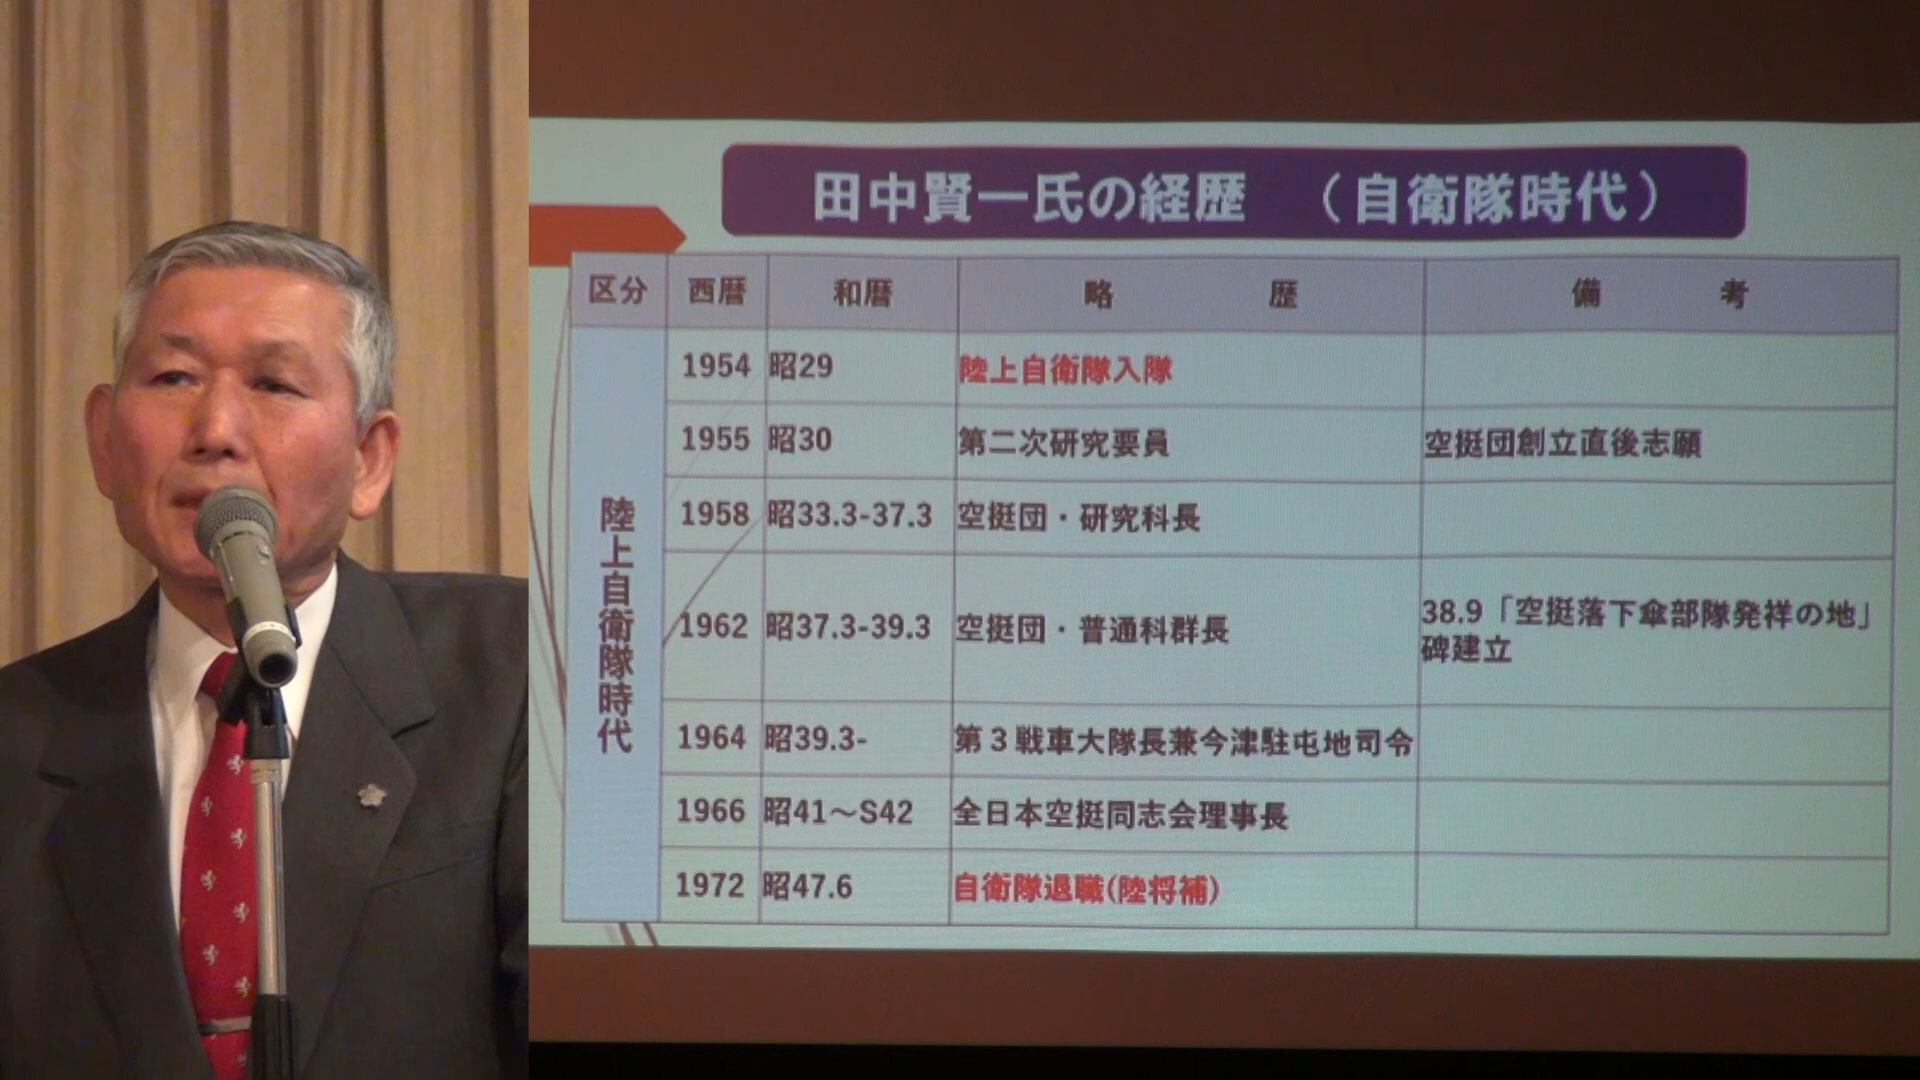 田中賢一氏の経歴　（自衛隊時代）
区分 西暦 和暦 略歴 備考
陸上自衛隊時代
1954 昭29 陸上自衛隊入隊
1955 昭30 第二次研究要員 空挺団創立直後志願
1958 昭33.3-37.3 空挺団・研究科長
1962 昭37.3-39.3 空挺団・普通科群長 38.9「空挺落下傘部隊発祥の地」
碑建立
1964 昭39.3- 第３戦車大隊長兼今津駐屯地司令
1966 昭41～S42 全日本空挺同志会理事長
1972 昭47.6 自衛隊退職(陸将補)